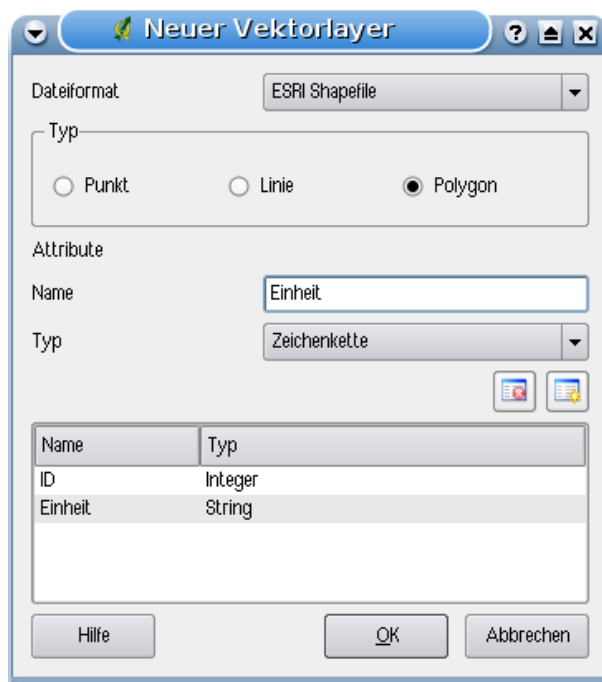 Neuer Vektorlayer
Dateiformat ESRI Shapefile
Typ
Punkt Linie Polygon
Attribute
Name Einheit
Typ Zeichenkette
Name Typ
ID Integer
Einheit String
Hilfe OK Abbrechen